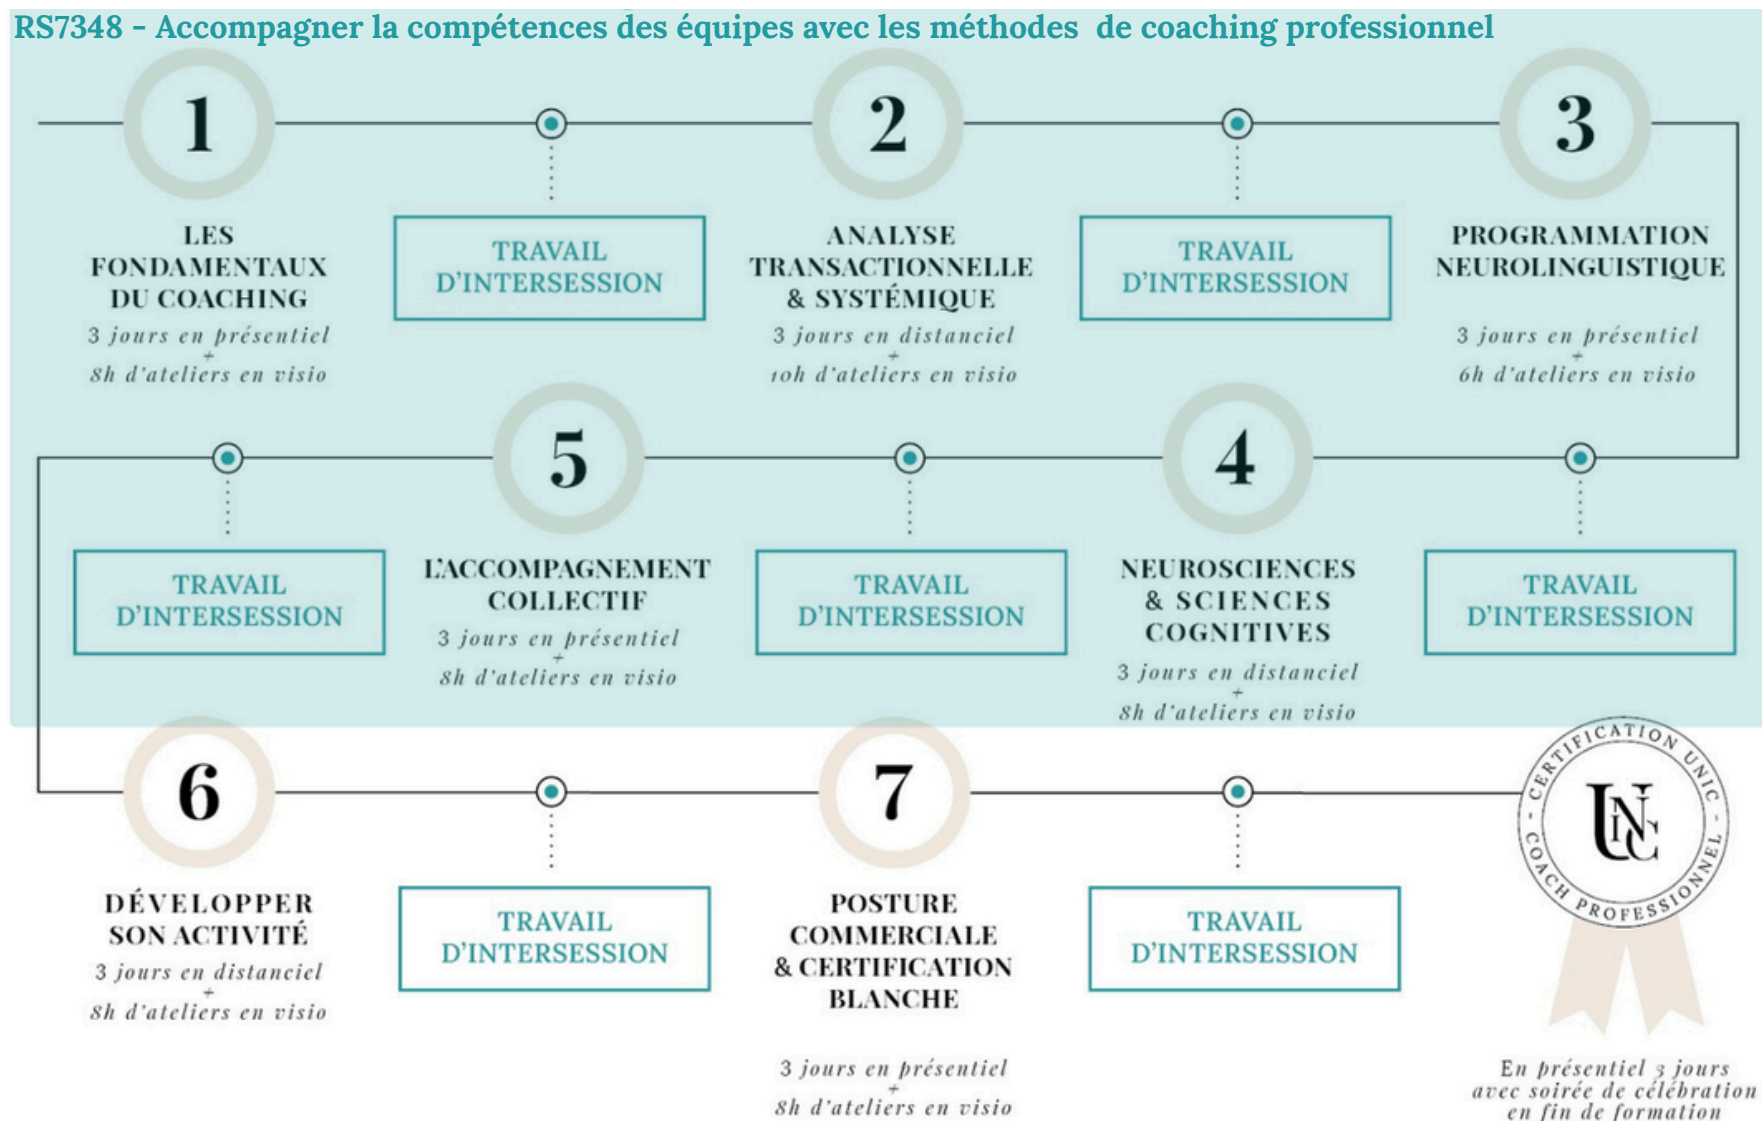 RS7348 - Accompagner la compétences des équipes avec les méthodes  de coaching professionnel
1
LES
FONDAMENTAUX
DU COACHING
3 jours en présentiel
+
8h d'ateliers en visio
TRAVAIL
D'INTERSESSION
2
ANALYSE
TRANSACTIONNELLE
& SYSTÉMIQUE
3 jours en distanciel
+
10h d'ateliers en visio
TRAVAIL
D'INTERSESSION
3
PROGRAMMATION
NEUROLINGUISTIQUE
3 jours en présentiel
+
6h d'ateliers en visio
TRAVAIL
D'INTERSESSION
4
NEUROSCIENCES
& SCIENCES
COGNITIVES
3 jours en distanciel
+
8h d'ateliers en visio
TRAVAIL
D'INTERSESSION
5
L'ACCOMPAGNEMENT
COLLECTIF
3 jours en présentiel
+
8h d'ateliers en visio
TRAVAIL
D'INTERSESSION
6
DÉVELOPPER
SON ACTIVITÉ
3 jours en distanciel
+
8h d'ateliers en visio
TRAVAIL
D'INTERSESSION
7
POSTURE
COMMERCIALE
& CERTIFICATION
BLANCHE
3 jours en présentiel
+
8h d'ateliers en visio
TRAVAIL
D'INTERSESSION
- CERTIFICATION UNIC -
COACH PROFESSIONNEL
UNIC
En présentiel 3 jours
avec soirée de célébration
en fin de formation